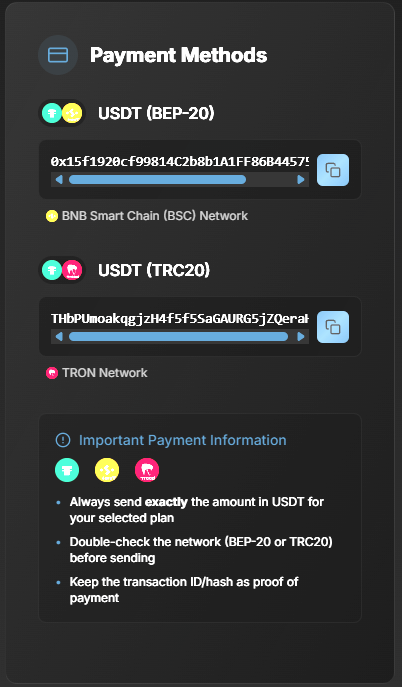 Payment Methods
USDT (BEP-20)
0x15f1920cf99814C2b8b1A1FF86B44575
BNB Smart Chain (BSC) Network
USDT (TRC20)
THbPUmoakqgjzH4f5f5SaGAURG5jZQeraH
TRON Network
Important Payment Information
Always send exactly the amount in USDT for
your selected plan
Double-check the network (BEP-20 or TRC20)
before sending
Keep the transaction ID/hash as proof of
payment